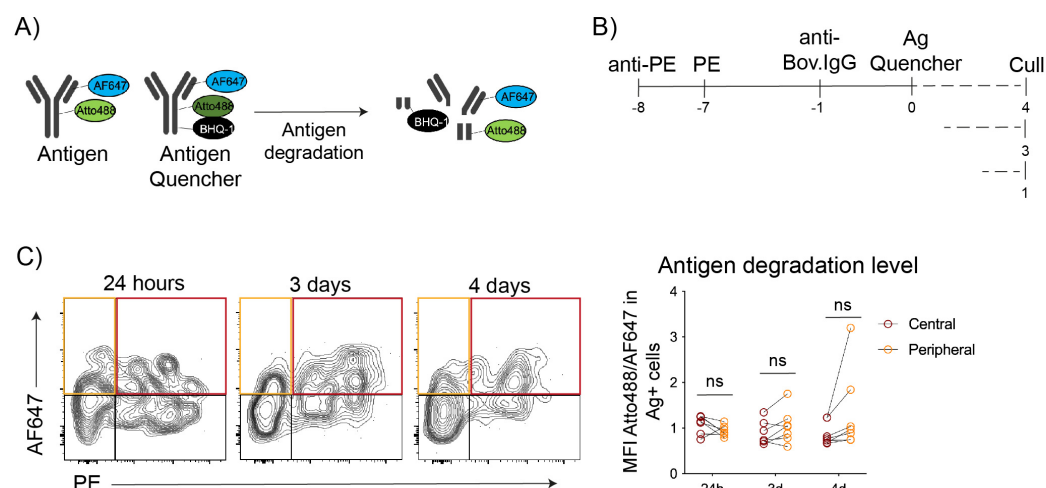 A)
AF647
Atto488
Antigen
AF647
Atto488
BHQ-1
Antigen
Quencher
Antigen
degradation
AF647
BHQ-1
Atto488
B)
anti-PE
PE
anti-
Bov.IgG
Ag
Quencher
Cull
-8
-7
-1
0
4
3
1
C)
24 hours
3 days
4 days
AF647
PE
Antigen degradation level
MFI Atto488/AF647 in
Ag+ cells
4
3
2
1
0
ns
ns
ns
Central
Peripheral
24h
3d
4d